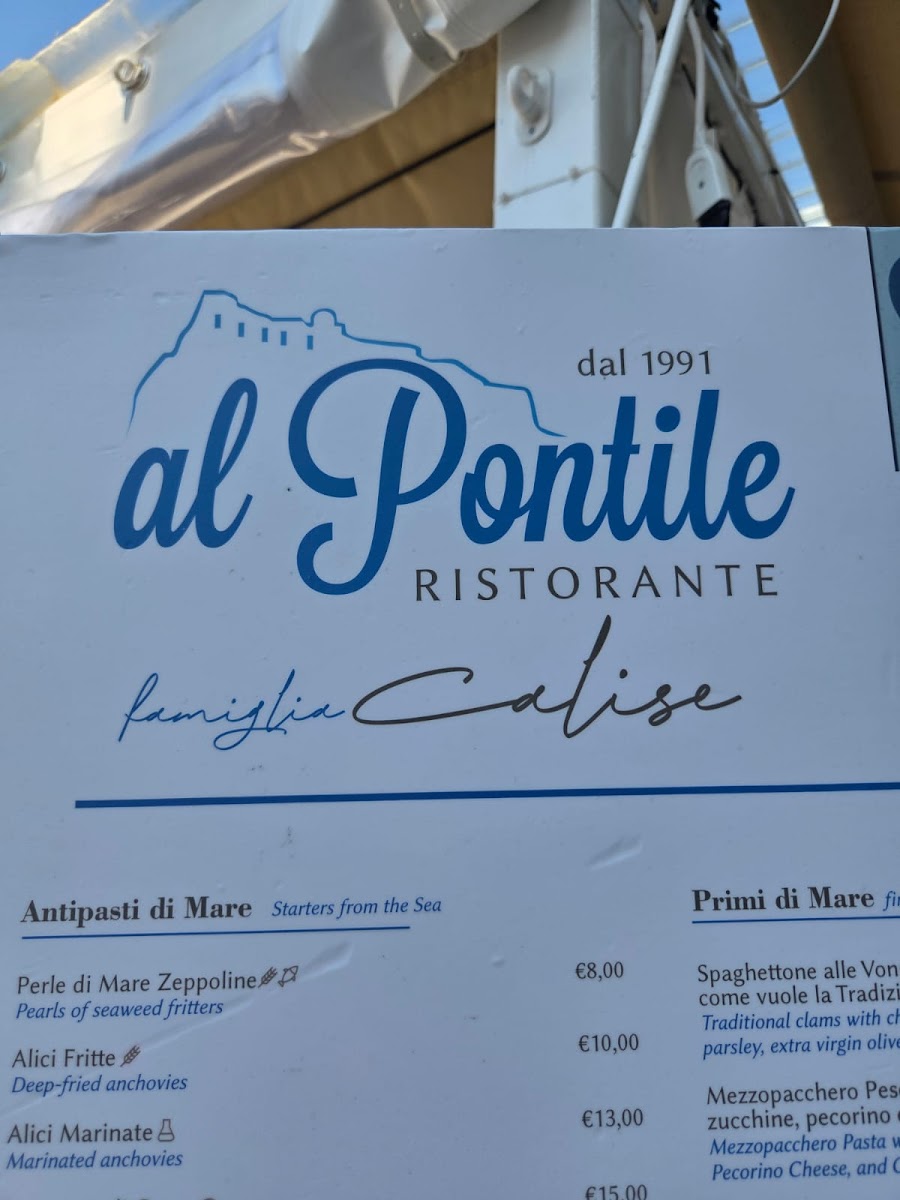 dal 1991
al Pontile
RISTORANTE
famiglia Calise
Antipasti di Mare Starters from the Sea
Perle di Mare Zeppoline €8,00
Pearls of seaweed fritters
Alici Fritte €10,00
Deep-fried anchovies
Alici Marinate €13,00
Marinated anchovies
€15,00
Primi di Mare
Spaghettone alle
come vuole la
Traditional clams with
parsley, extra virgin
Mezzopacchero
zucchine, pecorino
Mezzopacchero Pasta
Pecorino Cheese, and